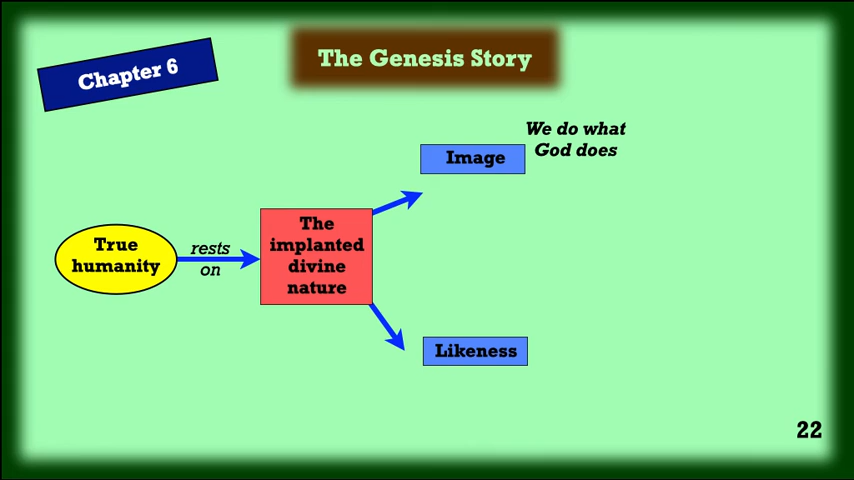 Chapter 6
The Genesis Story
We do what
God does
Image
True
humanity
rests
on
The
implanted
divine
nature
Likeness
22